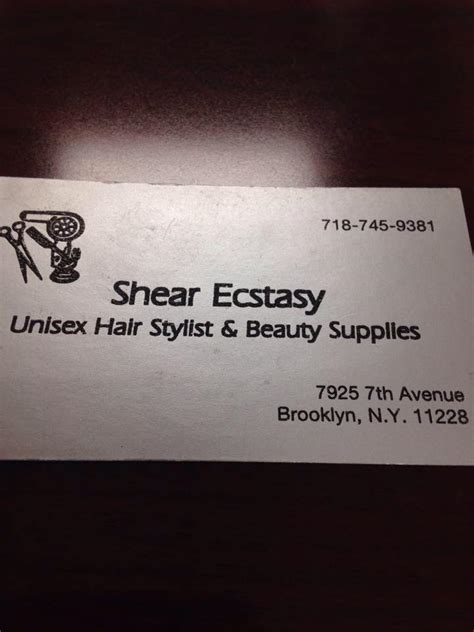 718-745-9381
Shear Ecstasy
Unisex Hair Stylist & Beauty Supplies
7925 7th Avenue
Brooklyn, N.Y. 11228